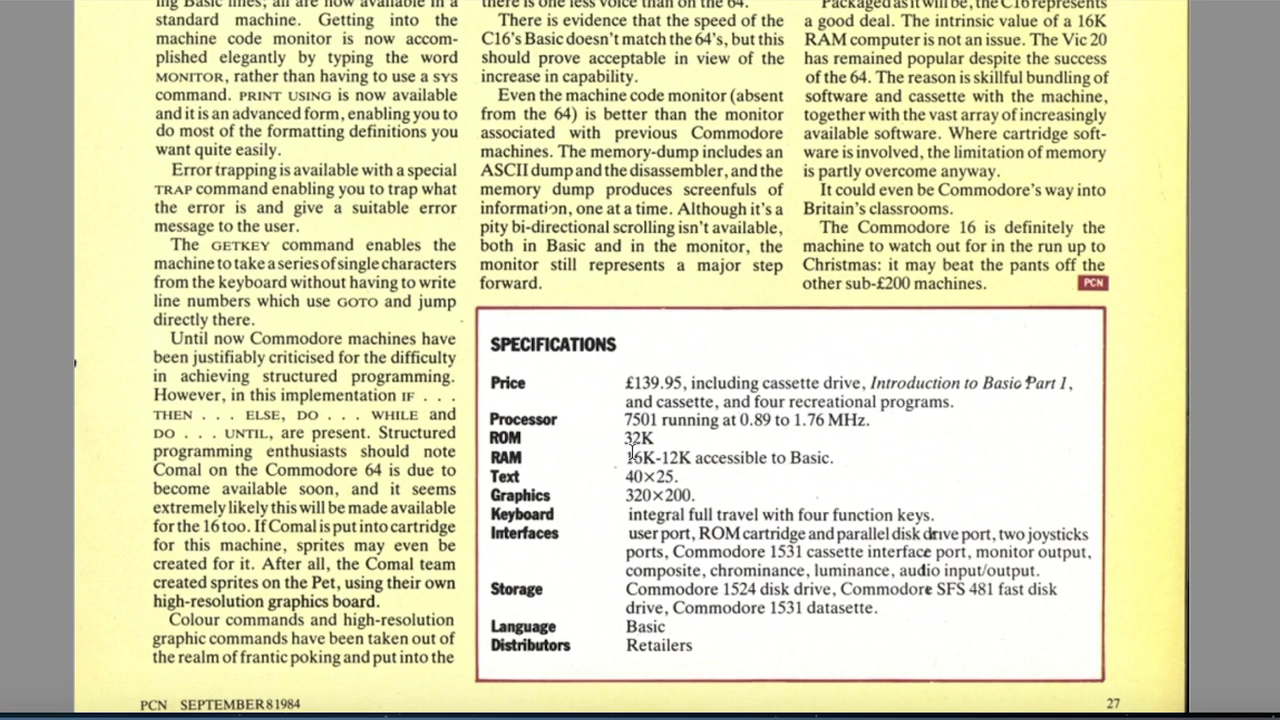 ing Basic lines; all are now available in a
standard machine. Getting into the
machine code monitor is now accom-
plished elegantly by typing the word
MONITOR, rather than having to use a SYS
command. PRINT USING is now available
and it is an advanced form, enabling you to
do most of the formatting definitions you
want quite easily.
Error trapping is available with a special
TRAP command enabling you to trap what
the error is and give a suitable error
message to the user.
The GETKEY command enables the
machine to take a series of single characters
from the keyboard without having to write
line numbers which use GOTO and jump
directly there.
Until now Commodore machines have
been justifiably criticised for the difficulty
in achieving structured programming.
However, in this implementation IF . . .
THEN . . . ELSE, DO . . . WHILE and
DO . . . UNTIL, are present. Structured
programming enthusiasts should note
Comal on the Commodore 64 is due to
become available soon, and it seems
extremely likely this will be made available
for the 16 too. If Comal is put into cartridge
for this machine, sprites may even be
created for it. After all, the Comal team
created sprites on the Pet, using their own
high-resolution graphics board.
Colour commands and high-resolution
graphic commands have been taken out of
the realm of frantic poking and put into the
there is one less voice than on the 64.
There is evidence that the speed of the
C16's Basic doesn't match the 64's, but this
should prove acceptable in view of the
increase in capability.
Even the machine code monitor (absent
from the 64) is better than the monitor
associated with previous Commodore
machines. The memory-dump includes an
ASCII dump and the disassembler, and the
memory dump produces screenfuls of
information, one at a time. Although it's a
pity bi-directional scrolling isn't available,
both in Basic and in the monitor, the
monitor still represents a major step
forward.
Packaged as it will be, the C16 represents
a good deal. The intrinsic value of a 16K
RAM computer is not an issue. The Vic 20
has remained popular despite the success
of the 64. The reason is skillful bundling of
software and cassette with the machine,
together with the vast array of increasingly
available software. Where cartridge soft-
ware is involved, the limitation of memory
is partly overcome anyway.
It could even be Commodore's way into
Britain's classrooms.
The Commodore 16 is definitely the
machine to watch out for in the run up to
Christmas: it may beat the pants off the
other sub-£200 machines. PCN
SPECIFICATIONS
Price £139.95, including cassette drive, Introduction to Basic Part 1,
and cassette, and four recreational programs.
Processor 7501 running at 0.89 to 1.76 MHz.
ROM 32K
RAM 16K-12K accessible to Basic.
Text 40×25.
Graphics 320×200.
Keyboard integral full travel with four function keys.
Interfaces user port, ROM cartridge and parallel disk drive port, two joysticks
ports, Commodore 1531 cassette interface port, monitor output,
composite, chrominance, luminance, audio input/output.
Storage Commodore 1524 disk drive, Commodore SFS 481 fast disk
drive, Commodore 1531 datasette.
Language Basic
Distributors Retailers
PCN SEPTEMBER 8 1984
27